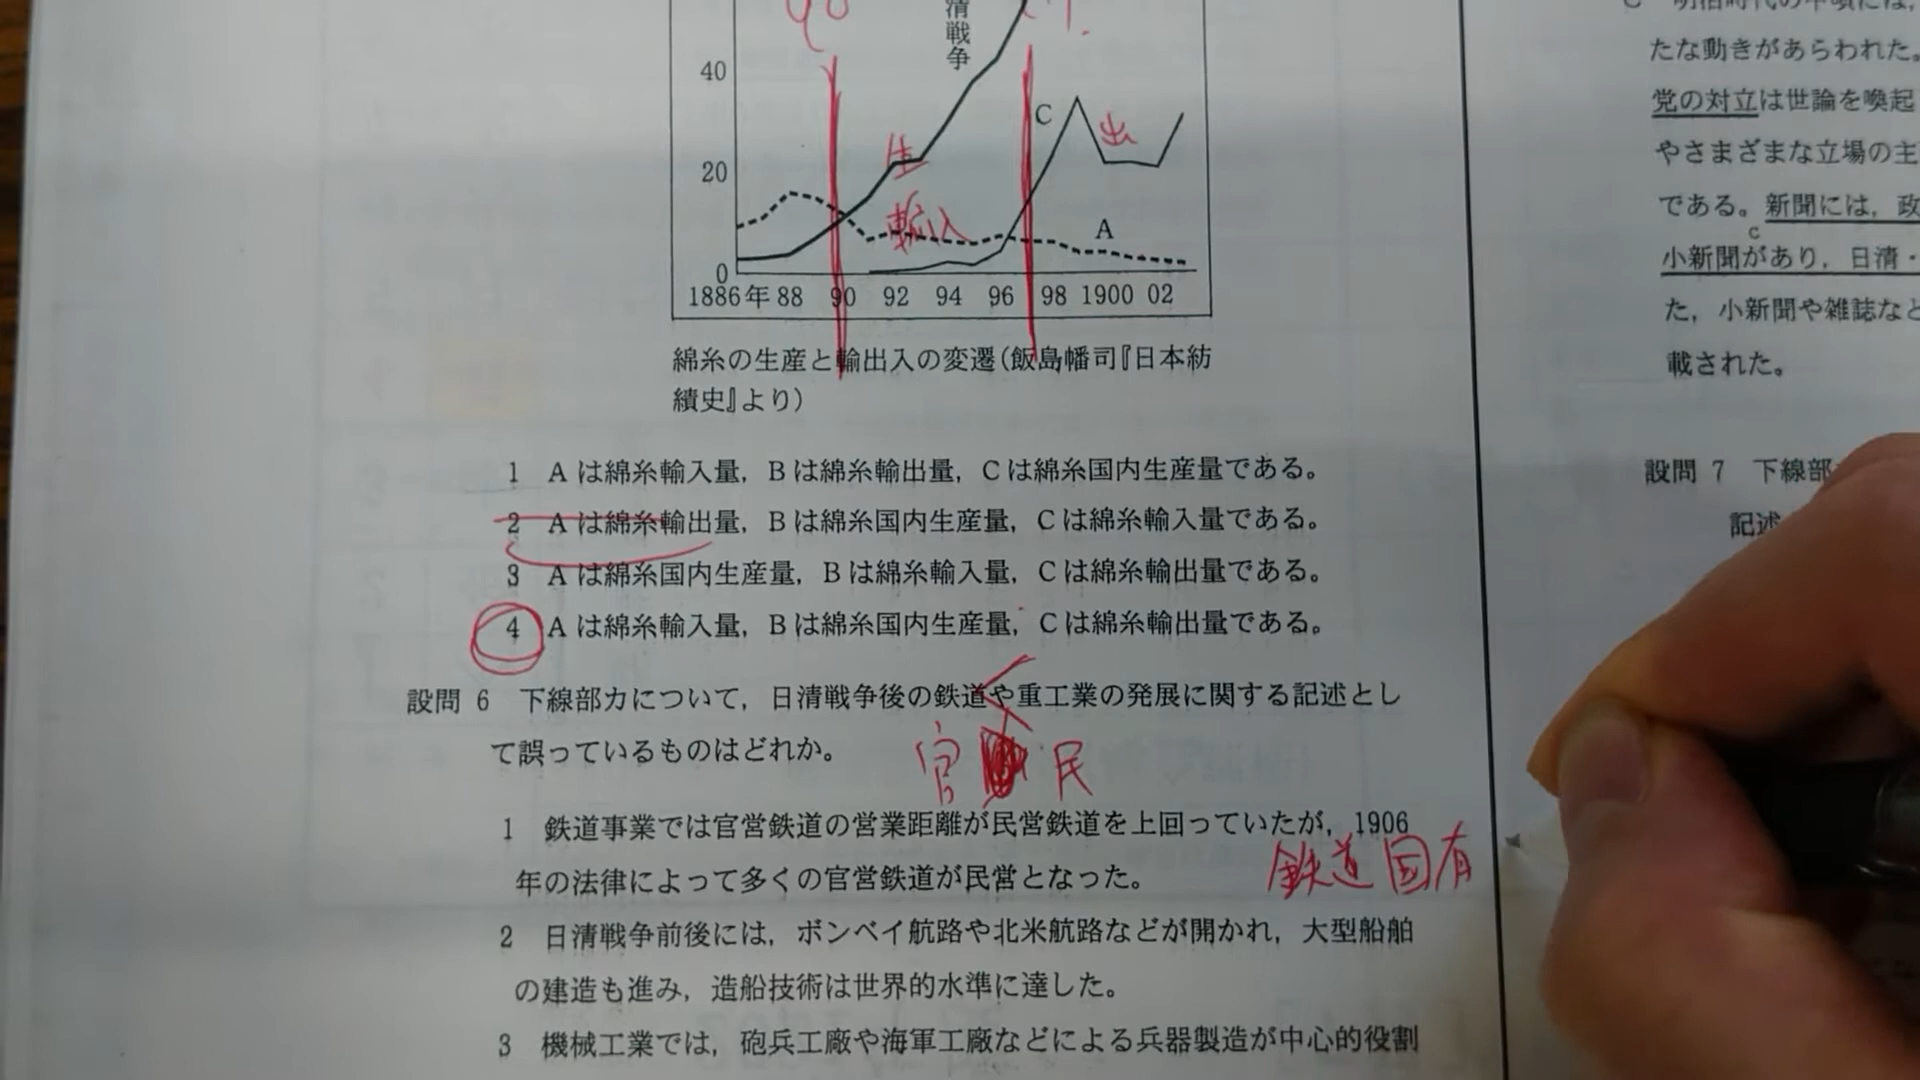 清戦争
40
20
0
C
出
生
輸入
A
1886年 88 90 92 94 96 98 1900 02
綿糸の生産と輸出入の変遷(飯島幡司『日本紡
績史』より)
1 Aは綿糸輸入量，Bは綿糸輸出量，Cは綿糸国内生産量である。
2 Aは綿糸輸出量，Bは綿糸国内生産量，Cは綿糸輸入量である。
3 Aは綿糸国内生産量，Bは綿糸輸入量，Cは綿糸輸出量である。
4 Aは綿糸輸入量，Bは綿糸国内生産量，Cは綿糸輸出量である。
設問 6 下線部カについて，日清戦争後の鉄道や重工業の発展に関する記述とし
て誤っているものはどれか。
官 民
1 鉄道事業では官営鉄道の営業距離が民営鉄道を上回っていたが，1906
年の法律によって多くの官営鉄道が民営となった。
鉄道国有
2 日清戦争前後には，ボンベイ航路や北米航路などが開かれ，大型船舶
の建造も進み，造船技術は世界的水準に達した。
3 機械工業では，砲兵工廠や海軍工廠などによる兵器製造が中心的役割
たな動きがあらわれた。
党の対立は世論を喚起
やさまざまな立場の主
である。新聞には，政
c
小新聞があり，日清・
た，小新聞や雑誌など
載された。
設問 7 下線部
記述